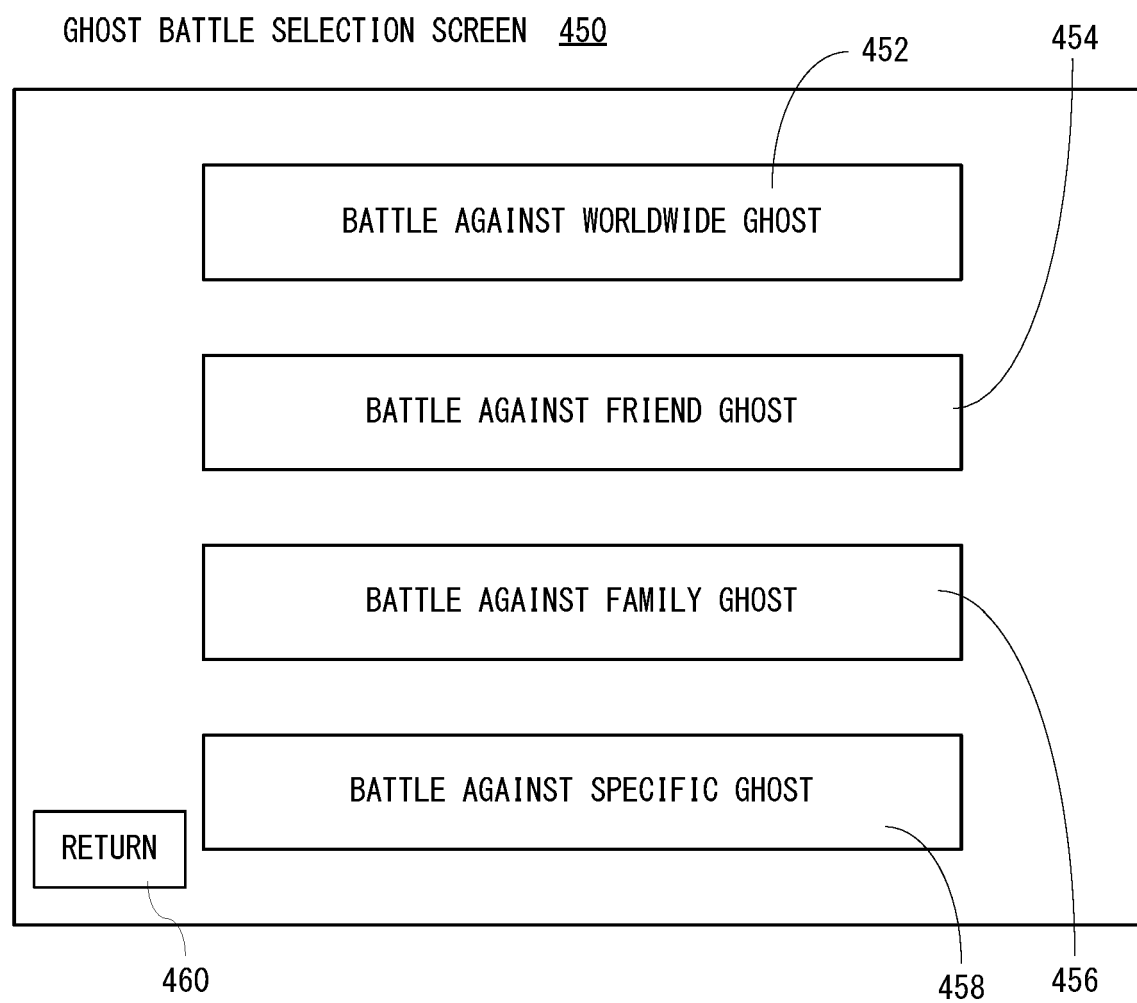 GHOST BATTLE SELECTION SCREEN 450
452
454
BATTLE AGAINST WORLDWIDE GHOST
BATTLE AGAINST FRIEND GHOST
BATTLE AGAINST FAMILY GHOST
BATTLE AGAINST SPECIFIC GHOST
RETURN
460
458
456